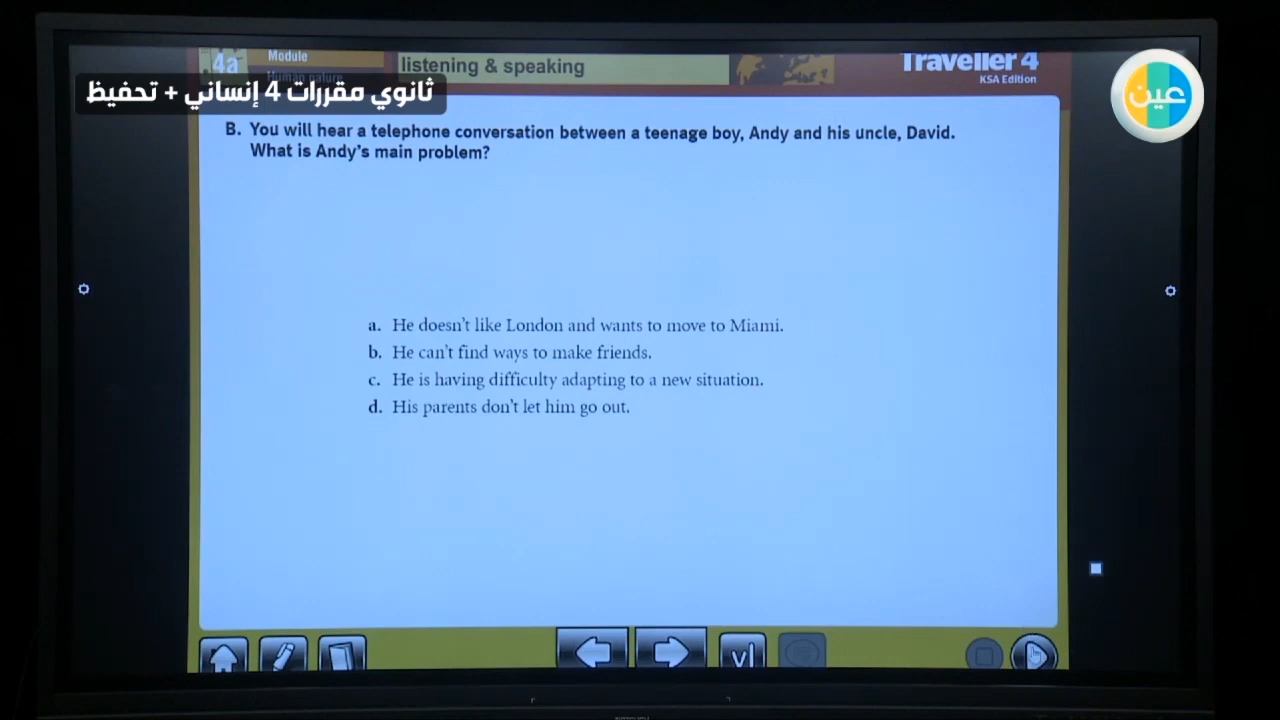 4a
Module
Human nature
listening & speaking
Traveller 4
KSA Edition
ثانوي مقررات 4 إنساني + تحفيظ
عين
B. You will hear a telephone conversation between a teenage boy, Andy and his uncle, David.
What is Andy's main problem?
a. He doesn't like London and wants to move to Miami.
b. He can't find ways to make friends.
c. He is having difficulty adapting to a new situation.
d. His parents don't let him go out.